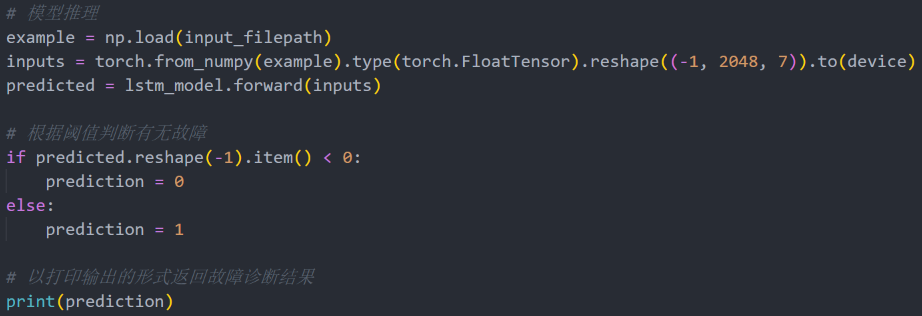 # 模型推理
example = np.load(input_filepath)
inputs = torch.from_numpy(example).type(torch.FloatTensor).reshape((-1, 2048, 7)).to(device)
predicted = lstm_model.forward(inputs)
# 根据阈值判断有无故障
if predicted.reshape(-1).item() < 0:
    prediction = 0
else:
    prediction = 1
# 以打印输出的形式返回故障诊断结果
print(prediction)